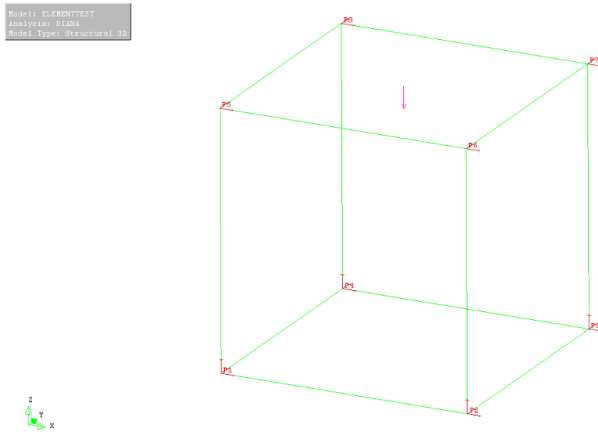 Model: ELEMENTTEST
Analysis: DIANA
Model Type: Structural 3D
P8
P7
P5
P6
P4
P3
P1
P2
Z
Y
X